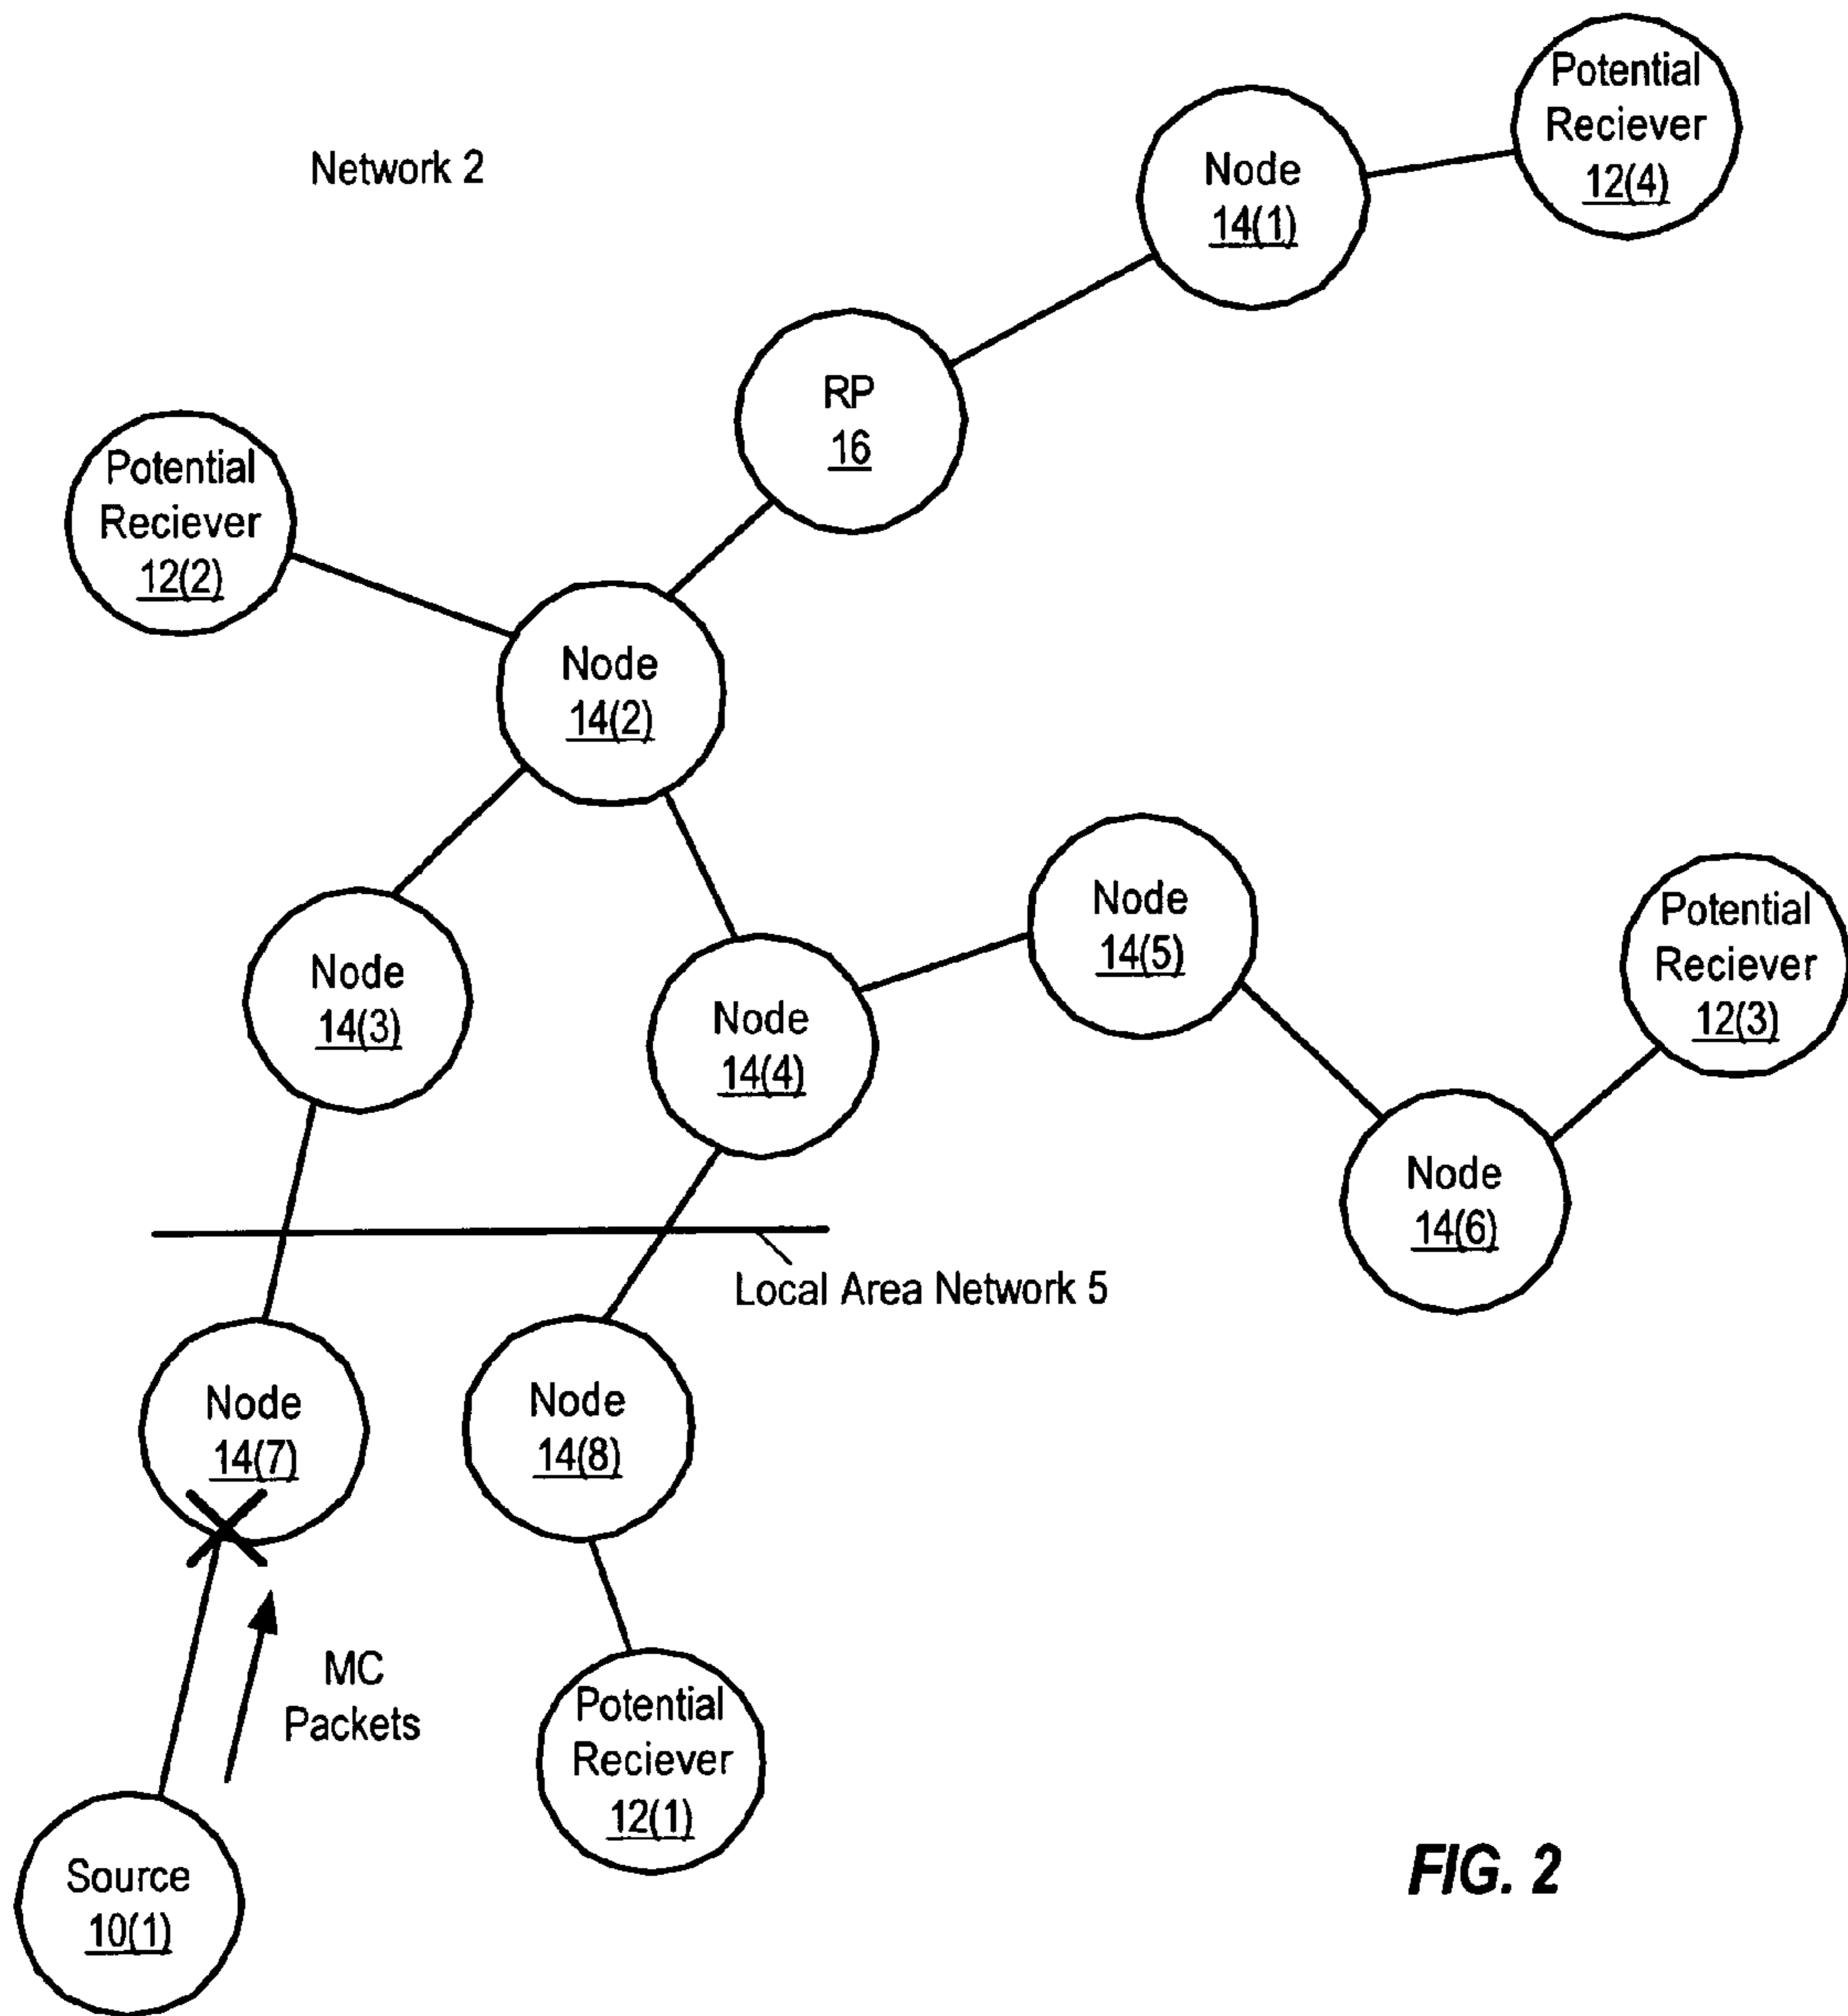 Potential
Reciever
12(4)
Network 2
Node
14(1)
RP
16
Potential
Reciever
12(2)
Node
14(2)
Node
14(5)
Potential
Reciever
12(3)
Node
14(3)
Node
14(4)
Node
14(6)
Local Area Network 5
Node
14(7)
Node
14(8)
MC
Packets
Potential
Reciever
12(1)
Source
10(1)
FIG. 2